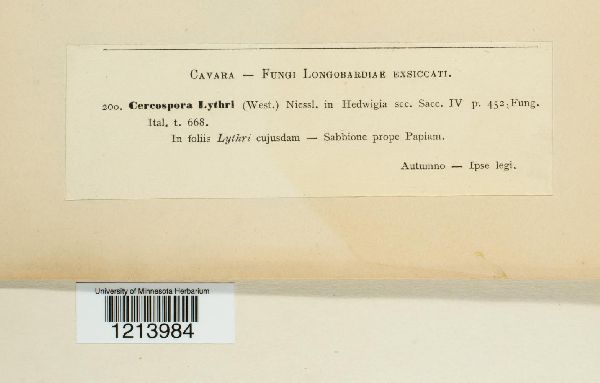 CAVARA — FUNGI LONGOBARDIAE EXSICCATI.
200. Cercospora Lythri (West.) Niessl. in Hedwigia sec. Sacc. IV p. 452; Fung.
Ital. t. 668.
In foliis Lythri cujusdam — Sabbione prope Papiam.
Autumno — Ipse legi.
University of Minnesota Herbarium
1213984